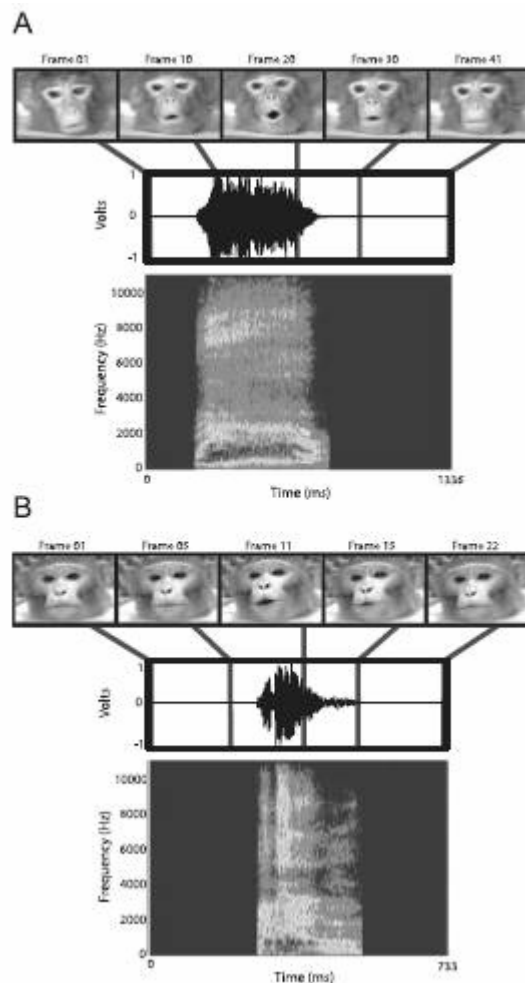 A
Frame 01 Frame 10 Frame 20 Frame 30 Frame 41
1
Volts
0
-1
10000
8000
Frequency (Hz)
6000
4000
2000
0
0 1335
Time (ms)
B
Frame 01 Frame 05 Frame 11 Frame 15 Frame 22
1
Volts
0
-1
10000
8000
Frequency (Hz)
6000
4000
2000
0
0 733
Time (ms)